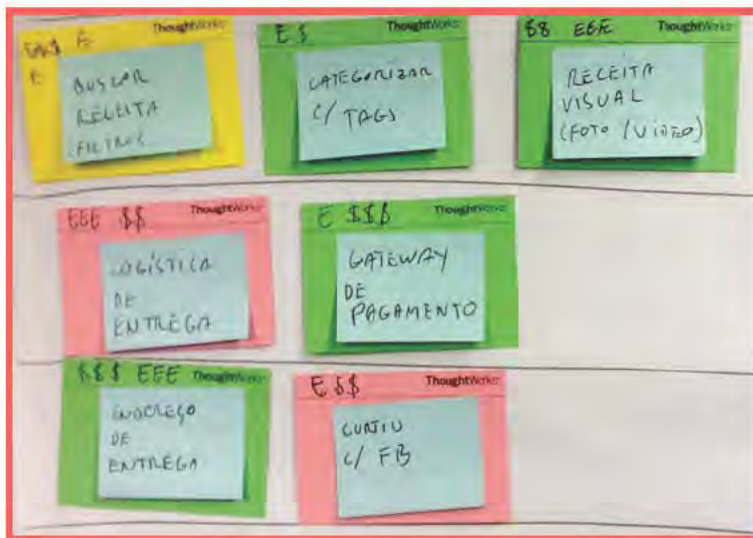 $$$ E
E
ThoughtWorks
BUSCAR
RECEITA
FILTROS
E $
ThoughtWorks
CATEGORIZAR
C/ TAGS
$$ EEE
ThoughtWorks
RECEITA
VISUAL
(FOTO / VIDEO)
EEE $$
ThoughtWorks
LOGÍSTICA
DE
ENTREGA
E $$$
ThoughtWorks
GATEWAY
DE
PAGAMENTO
$$$ EEE
ThoughtWorks
ENDEREÇO
DE
ENTREGA
E $$
ThoughtWorks
CURTIU
C/ FB